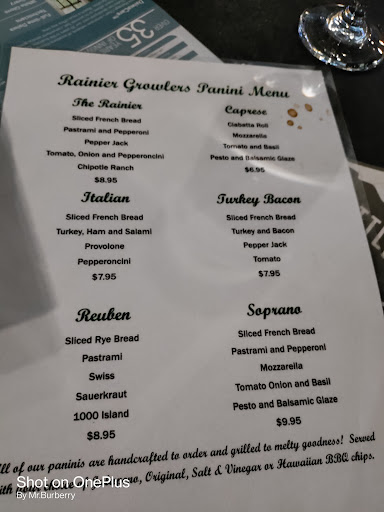 35
Rainier Growlers Panini Menu
The Rainier
Sliced French Bread
Pastrami and Pepperoni
Pepper Jack
Tomato, Onion and Pepperoncini
Chipotle Ranch
$8.95
Caprese
Ciabatta Roll
Mozzarella
Tomato and Basil
Pesto and Balsamic Glaze
$6.95
Italian
Sliced French Bread
Turkey, Ham and Salami
Provolone
Pepperoncini
$7.95
Turkey Bacon
Sliced French Bread
Turkey and Bacon
Pepper Jack
Tomato
$7.95
Reuben
Sliced Rye Bread
Pastrami
Swiss
Sauerkraut
1000 Island
$8.95
Soprano
Sliced French Bread
Pastrami and Pepperoni
Mozzarella
Tomato Onion and Basil
Pesto and Balsamic Glaze
$9.95
ll of our paninis are handcrafted to order and grilled to melty goodness! Served
Original, Salt & Vinegar or Hawaiian BBQ chips.
Shot on OnePlus
By Mr.Burberry